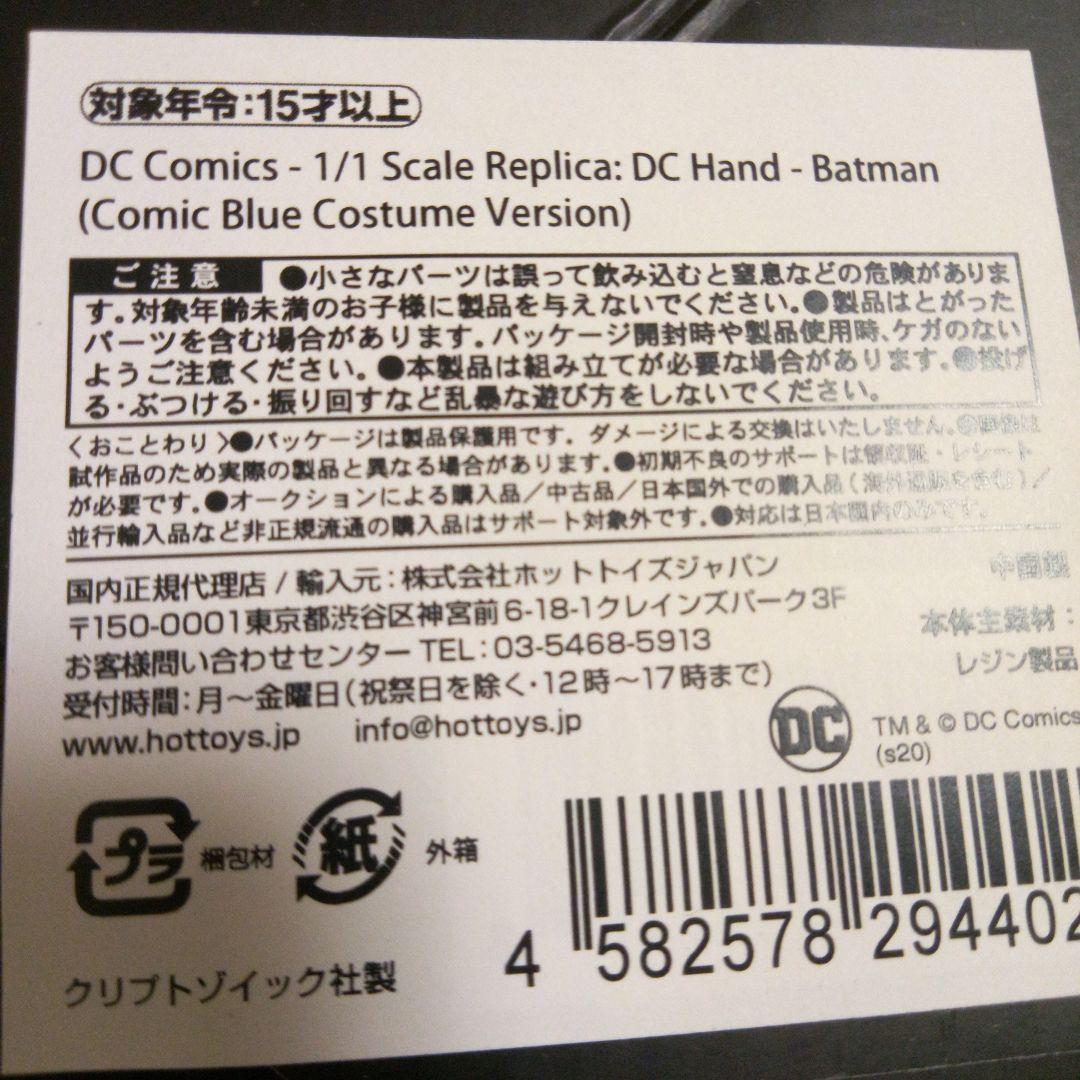 対象年令:15才以上
DC Comics - 1/1 Scale Replica: DC Hand - Batman
(Comic Blue Costume Version)
ご注意 ●小さなパーツは誤って飲み込むと窒息などの危険がありま
す。対象年齢未満のお子様に製品を与えないでください。●製品はとがった
パーツを含む場合があります。パッケージ開封時や製品使用時、ケガのない
ようご注意ください。●本製品は組み立てが必要な場合があります。●投げ
る・ぶつける・振り回すなど乱暴な遊び方をしないでください。
〈おことわり〉●パッケージは製品保護用です。ダメージによる交換はいたしません。●画像は
試作品のため実際の製品と異なる場合があります。●初期不良のサポートは領収証・レシート
が必要です。●オークションによる購入品/中古品/日本国外での購入品(海外通販を含む)/
並行輸入品など非正規流通の購入品はサポート対象外です。●対応は日本国内のみです。
国内正規代理店 / 輸入元:株式会社ホットトイズジャパン
〒150-0001東京都渋谷区神宮前6-18-1クレインズパーク3F
お客様問い合わせセンター TEL:03-5468-5913
受付時間:月～金曜日(祝祭日を除く・12時～17時まで)
www.hottoys.jp info@hottoys.jp
中国製
本体主素材:
レジン製品
DC TM & © DC Comics
(s20)
プラ 梱包材 紙 外箱
4 582578 294402
クリプトゾイック社製